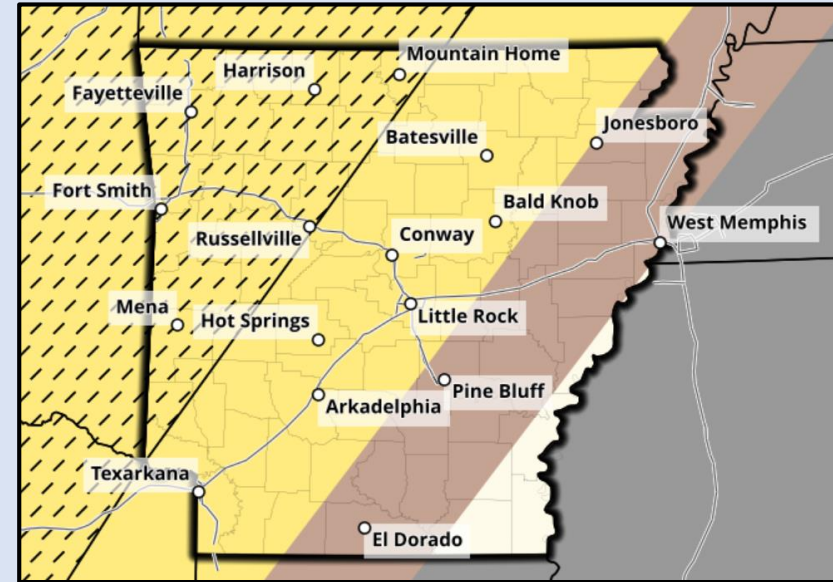 Mountain Home
Harrison
Fayetteville
Jonesboro
Batesville
Fort Smith
Bald Knob
West Memphis
Russellville
Conway
Mena
Hot Springs
Little Rock
Pine Bluff
Arkadelphia
Texarkana
El Dorado